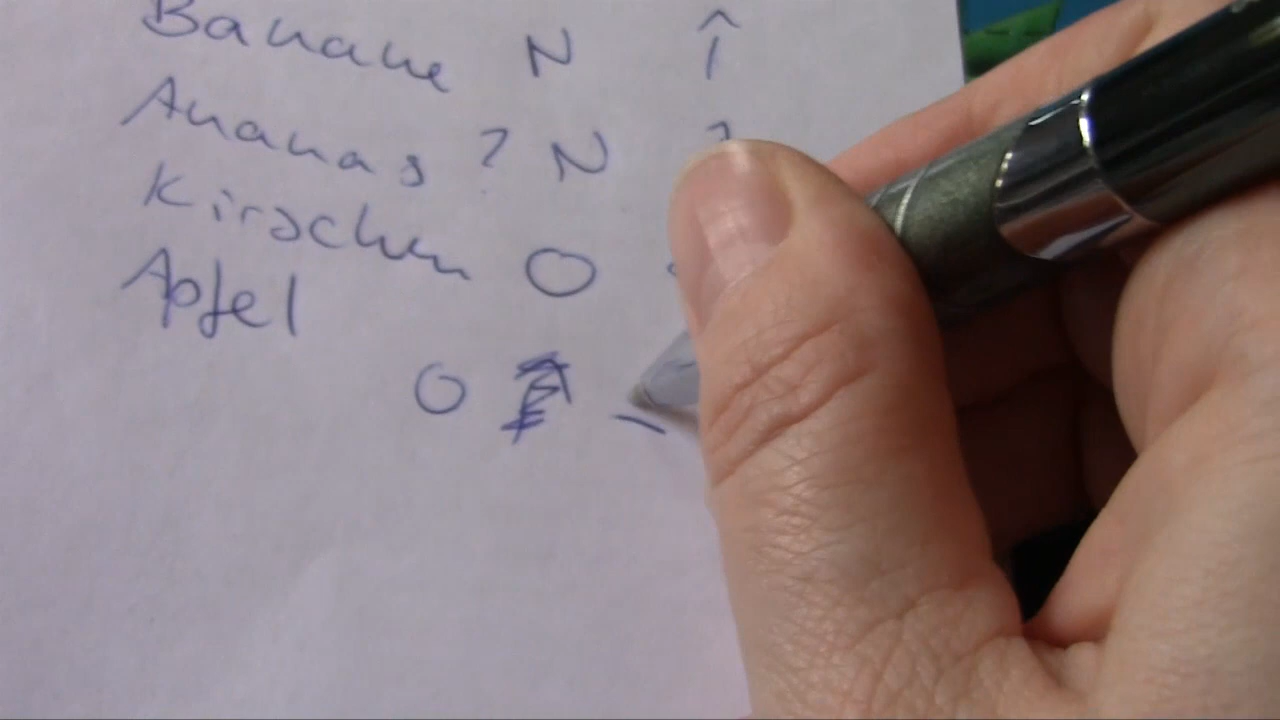 Banane N ↑
Ananas ? N
Kirschen O
Apfel
O